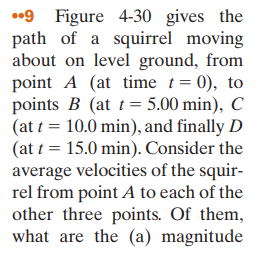 ••9 Figure 4-30 gives the
path of a squirrel moving
about on level ground, from
point A (at time t = 0), to
points B (at t = 5.00 min), C
(at t = 10.0 min), and finally D
(at t = 15.0 min). Consider the
average velocities of the squir-
rel from point A to each of the
other three points. Of them,
what are the (a) magnitude